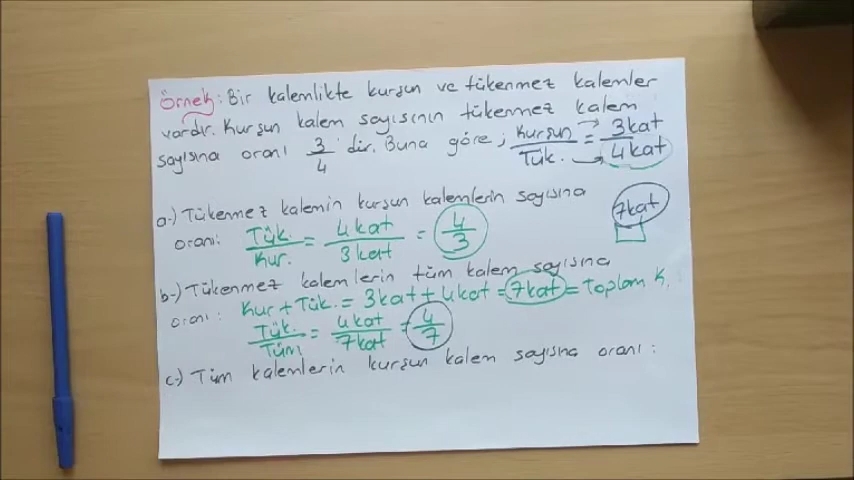 Örnek: Bir kalemlikte kurşun ve tükenmez kalemler
vardır. Kurşun kalem sayısının tükenmez kalem
sayısına oranı 3/4 'dir. Buna göre; Kurşun/Tük. = 3kat/4kat
7kat
a-) Tükenmez kalemin kurşun kalemlerin sayısına
oranı: Tük./Kur. = 4kat/3kat = 4/3
b-) Tükenmez kalemlerin tüm kalem sayısına
oranı: Kur + Tük. = 3kat + 4kat = 7kat = Toplam K.
Tük./Tüm = 4kat/7kat = 4/7
c-) Tüm kalemlerin kurşun kalem sayısına oranı: